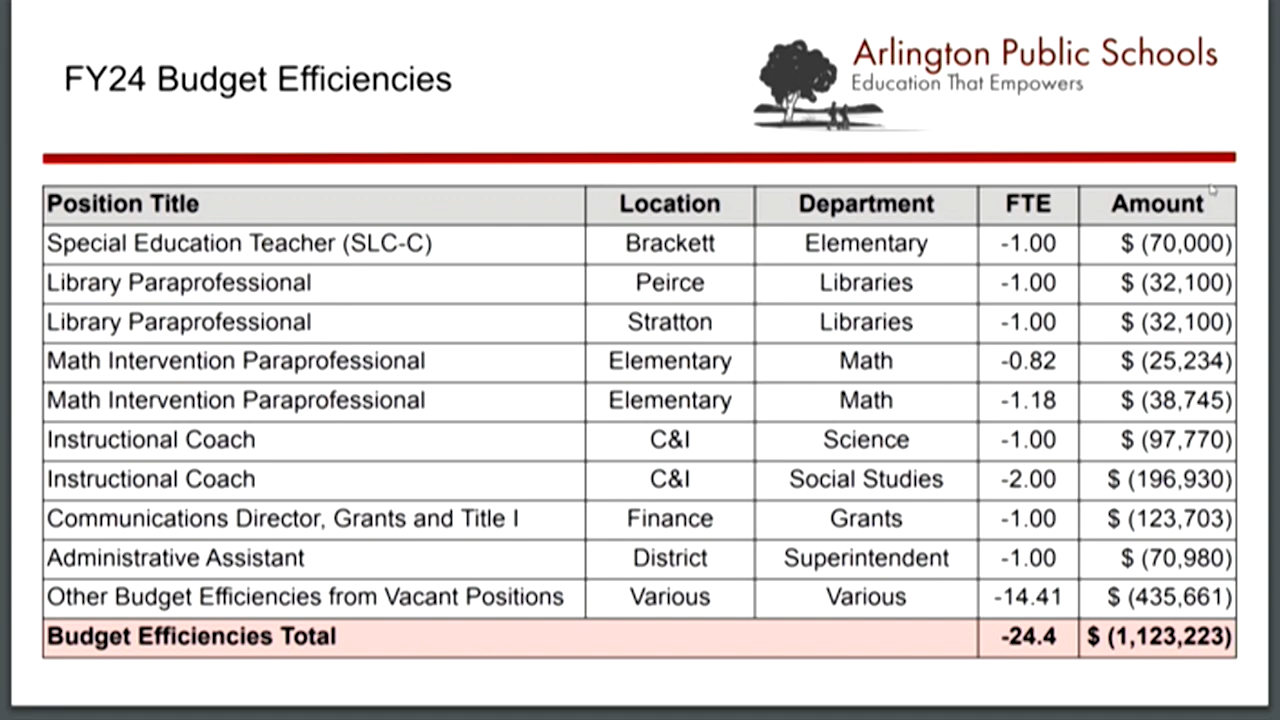 FY24 Budget Efficiencies
Arlington Public Schools
Education That Empowers
Position Title Location Department FTE Amount
Special Education Teacher (SLC-C) Brackett Elementary -1.00 $ (70,000)
Library Paraprofessional Peirce Libraries -1.00 $ (32,100)
Library Paraprofessional Stratton Libraries -1.00 $ (32,100)
Math Intervention Paraprofessional Elementary Math -0.82 $ (25,234)
Math Intervention Paraprofessional Elementary Math -1.18 $ (38,745)
Instructional Coach C&I Science -1.00 $ (97,770)
Instructional Coach C&I Social Studies -2.00 $ (196,930)
Communications Director, Grants and Title I Finance Grants -1.00 $ (123,703)
Administrative Assistant District Superintendent -1.00 $ (70,980)
Other Budget Efficiencies from Vacant Positions Various Various -14.41 $ (435,661)
Budget Efficiencies Total -24.4 $ (1,123,223)